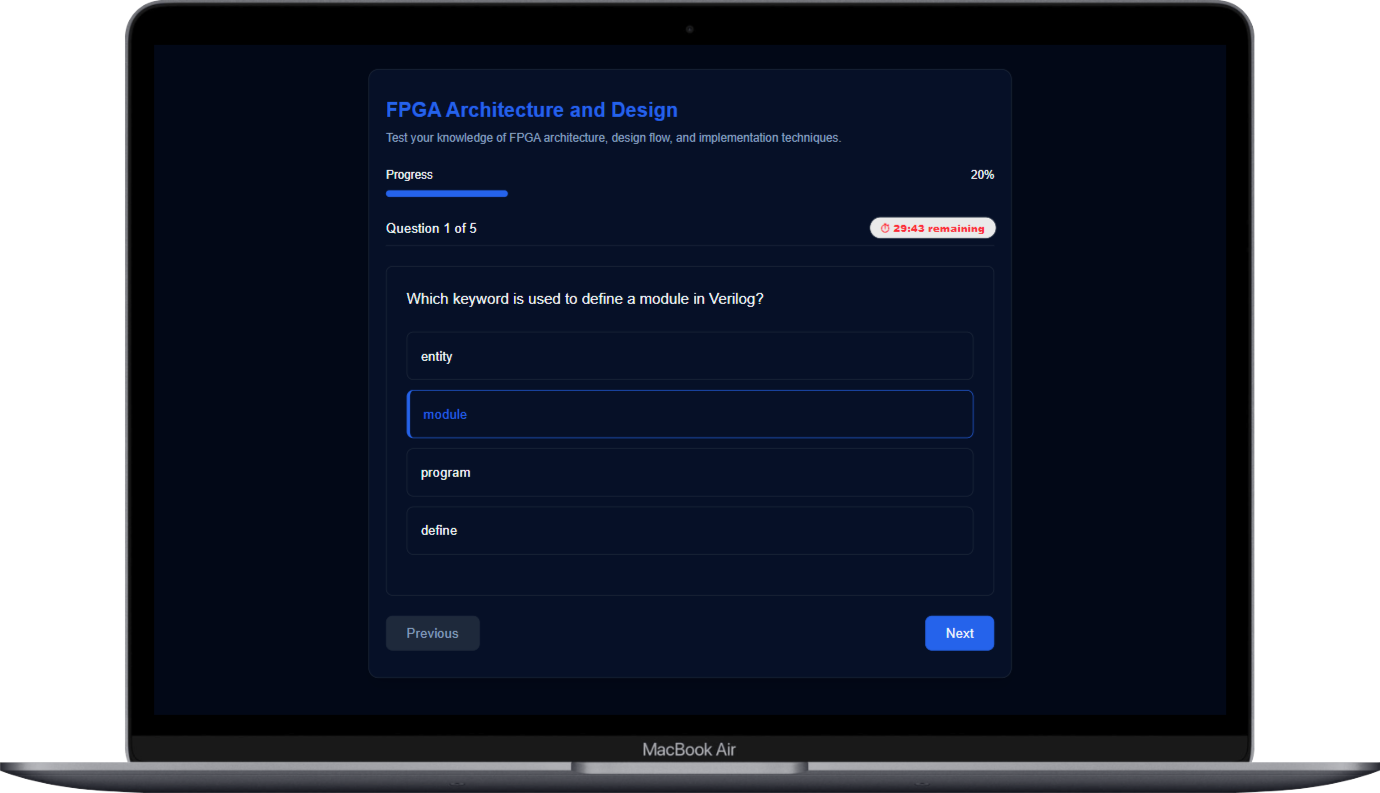 FPGA Architecture and Design
Test your knowledge of FPGA architecture, design flow, and implementation techniques.
Progress 20%
Question 1 of 5 29:43 remaining
Which keyword is used to define a module in Verilog?
entity
module
program
define
Previous Next
MacBook Air